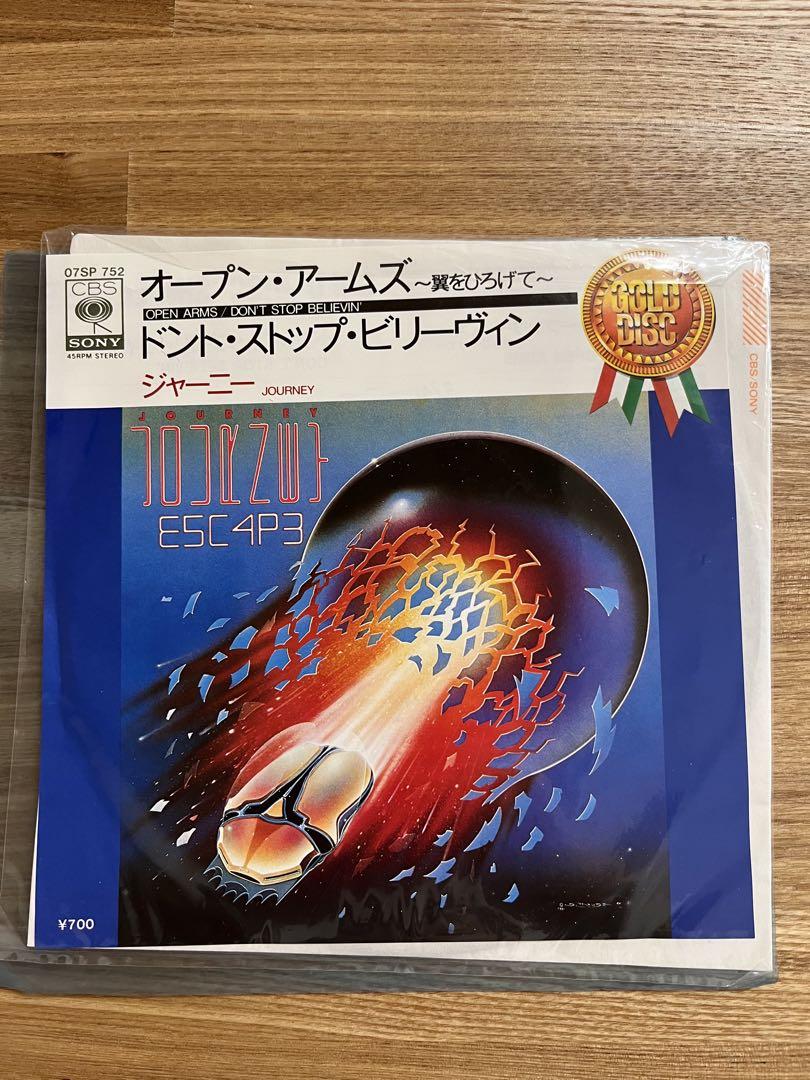 07SP 752
CBS
SONY
45RPM STEREO
オープン・アームズ～翼をひろげて～
OPEN ARMS / DON'T STOP BELIEVIN'
ドント・ストップ・ビリーヴィン
ジャーニー JOURNEY
GOLD
DISC
CBS/SONY
JOURNEY
E5C4P3
¥700